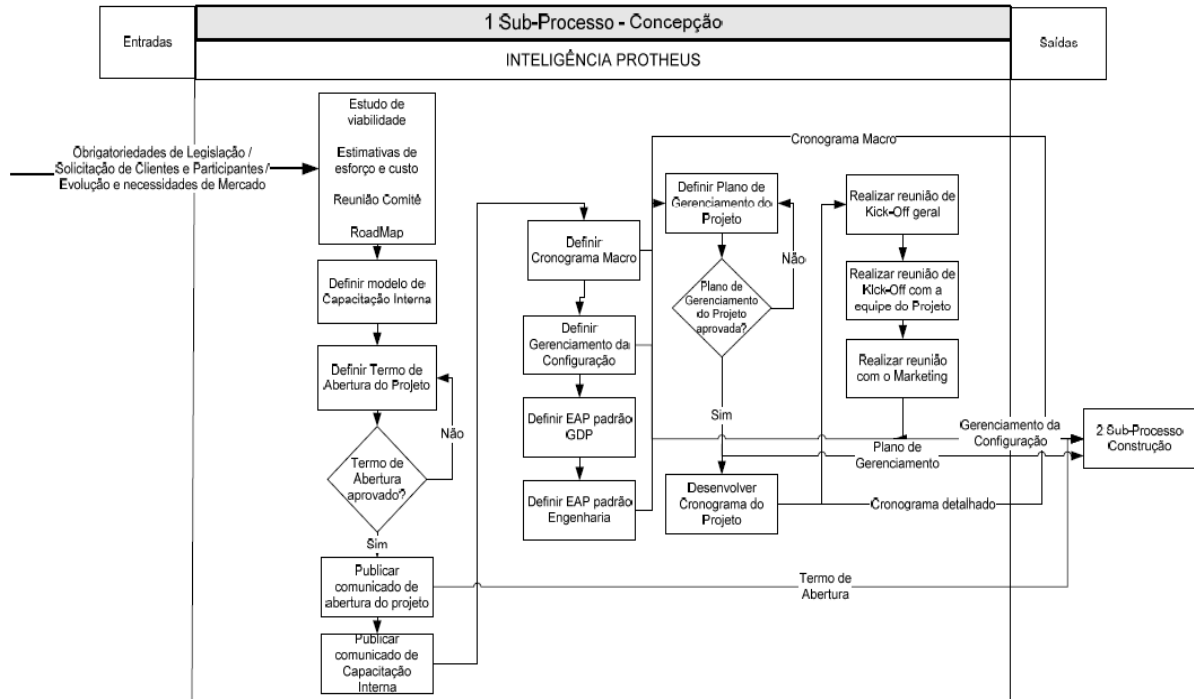 1 Sub-Processo - Concepção
Entradas
INTELIGÊNCIA PROTHEUS
Saídas
Obrigatoriedades de Legislação /
Solicitação de Clientes e Participantes /
Evolução e necessidades de Mercado
Estudo de
viabilidade
Estimativas de
esforço e custo
Reunião Comitê
RoadMap
Definir modelo de
Capacitação Interna
Definir Termo de
Abertura do Projeto
Não
Termo de
Abertura
aprovado?
Sim
Publicar
comunicado de
abertura do projeto
Publicar
comunicado de
Capacitação
Interna
Definir
Cronograma Macro
Definir
Gerenciamento da
Configuração
Definir EAP padrão
GDP
Definir EAP padrão
Engenharia
Definir Plano de
Gerenciamento do
Projeto
Não
Plano de
Gerenciamento
do Projeto
aprovada?
Sim
Desenvolver
Cronograma do
Projeto
Cronograma Macro
Realizar reunião de
Kick-Off geral
Realizar reunião de
Kick-Off com a
equipe do Projeto
Realizar reunião
com o Marketing
Gerenciamento da
Configuração
Plano de
Gerenciamento
Cronograma detalhado
Termo de
Abertura
2 Sub-Processo
Construção